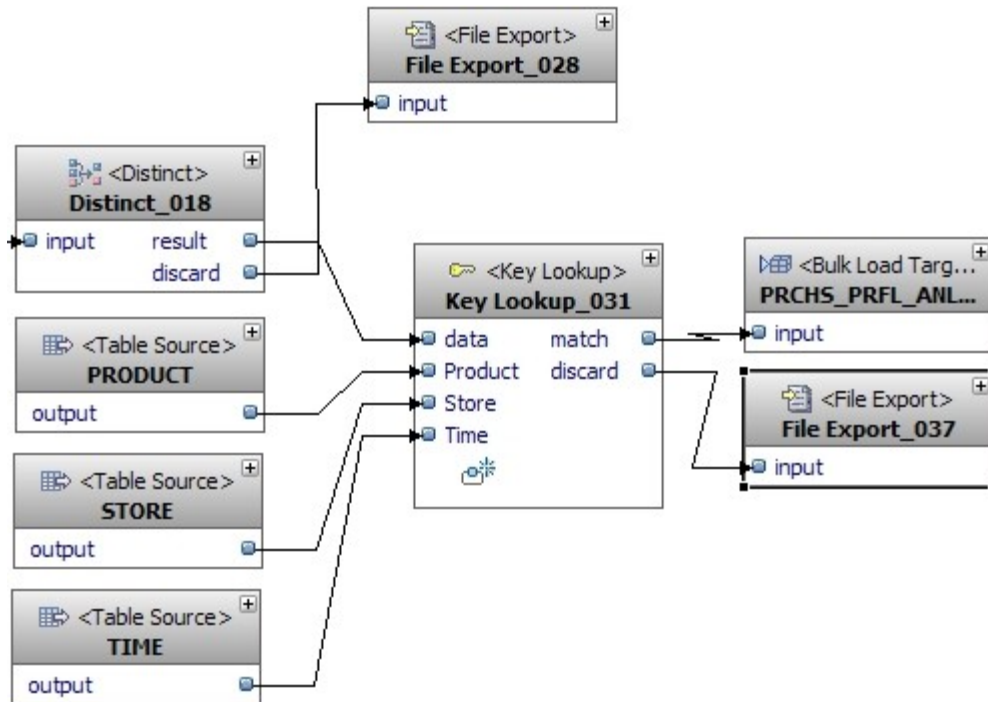 <File Export>
File Export_028
input
<Distinct>
Distinct_018
input result
discard
<Key Lookup>
Key Lookup_031
data match
Product discard
Store
Time
<Bulk Load Targ...
PRCHS_PRFL_ANL...
input
<Table Source>
PRODUCT
output
<File Export>
File Export_037
input
<Table Source>
STORE
output
<Table Source>
TIME
output